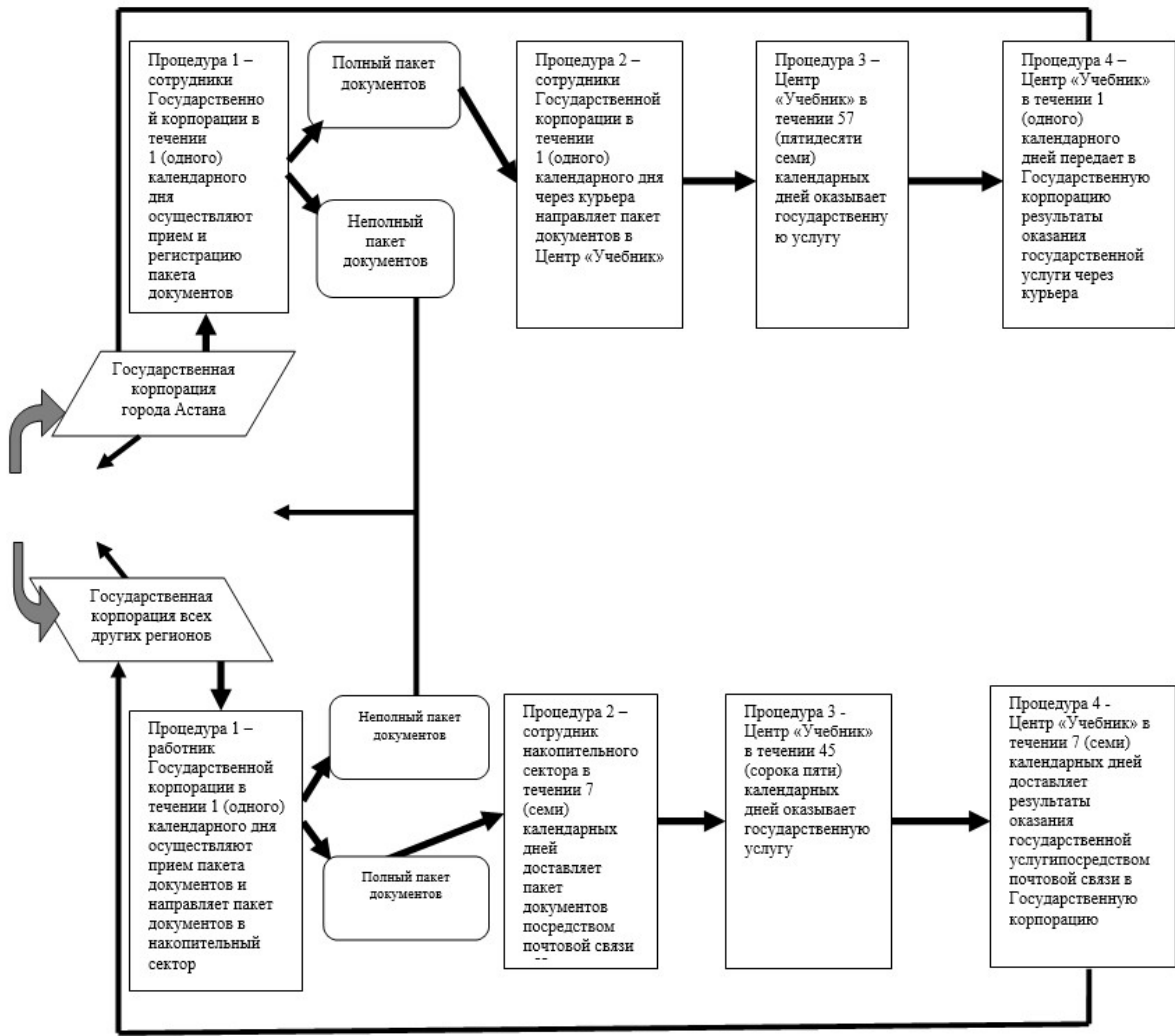 Процедура 1 –
сотрудники
Государственно
й корпорации в
течении
1 (одного)
календарного
дня
осуществляют
прием и
регистрацию
пакета
документов
Полный пакет
документов
Неполный
пакет
документов
Процедура 2 –
сотрудники
Государственной
корпорации в
течении
1 (одного)
календарного дня
через курьера
направляет пакет
документов в
Центр «Учебник»
Процедура 3 –
Центр
«Учебник» в
течении 57
(пятидесяти
семи)
календарных
дней оказывает
государственну
ю услугу
Процедура 4 –
Центр «Учебник»
в течении 1
(одного)
календарного
дней передает в
Государственную
корпорацию
результаты
оказания
государственной
услуги через
курьера
Государственная
корпорация
города Астана
Государственная
корпорация всех
других регионов
Процедура 1 –
работник
Государственной
корпорации в
течении 1 (одного)
календарного дня
осуществляют
прием пакета
документов и
направляет пакет
документов в
накопительный
сектор
Неполный пакет
документов
Полный пакет
документов
Процедура 2 –
сотрудник
накопительного
сектора в
течении 7
(семи)
календарных
дней
доставляет
пакет
документов
посредством
почтовой связи
Процедура 3 -
Центр «Учебник»
в течении 45
(сорока пяти)
календарных
дней оказывает
государственную
услугу
Процедура 4 -
Центр «Учебник» в
течении 7 (семи)
календарных дней
доставляет
результаты
оказания
государственной
услугипосредством
почтовой связи в
Государственную
корпорацию